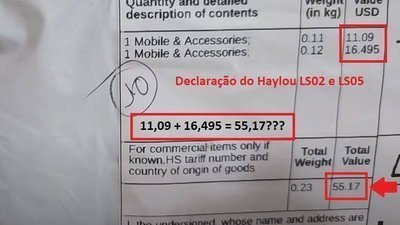 Quantity and detailed
description of contents
Weight
(in kg)
Value
USD
1 Mobile & Accessories;
0.11
11.09
1 Mobile & Accessories;
0.12
16.495
Declaração do Haylou LS02 e LS05
11,09 + 16,495 = 55,17???
For commercial items only if
known.HS tariff number and
country of origin of goods
Total
Weight
Total
Value
0.23
55.17
I, the undersigned, whose name and address are